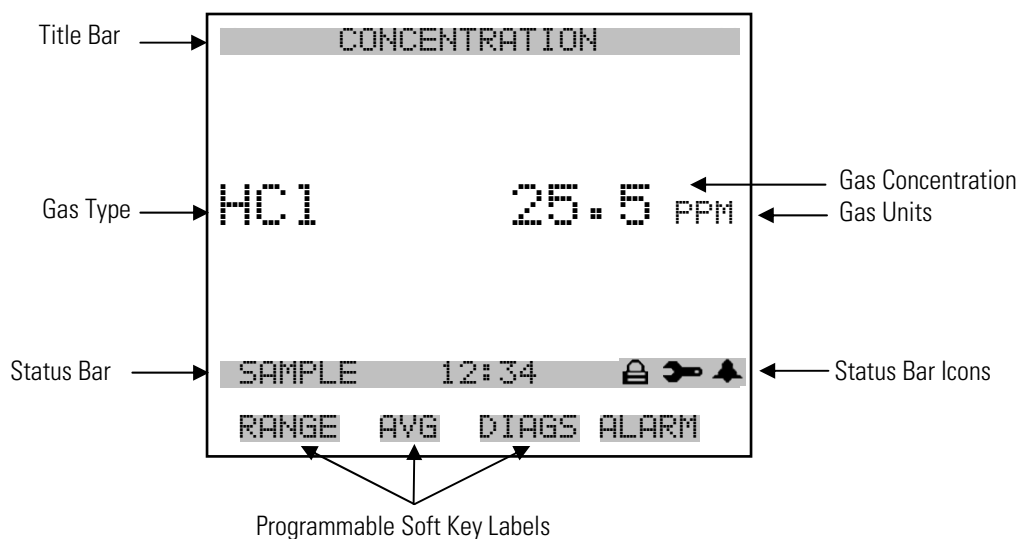 Title Bar
CONCENTRATION
Gas Type
HCl
25.5 PPM
Gas Concentration
Gas Units
Status Bar
SAMPLE 12:34
Status Bar Icons
RANGE AVG DIAGS ALARM
Programmable Soft Key Labels